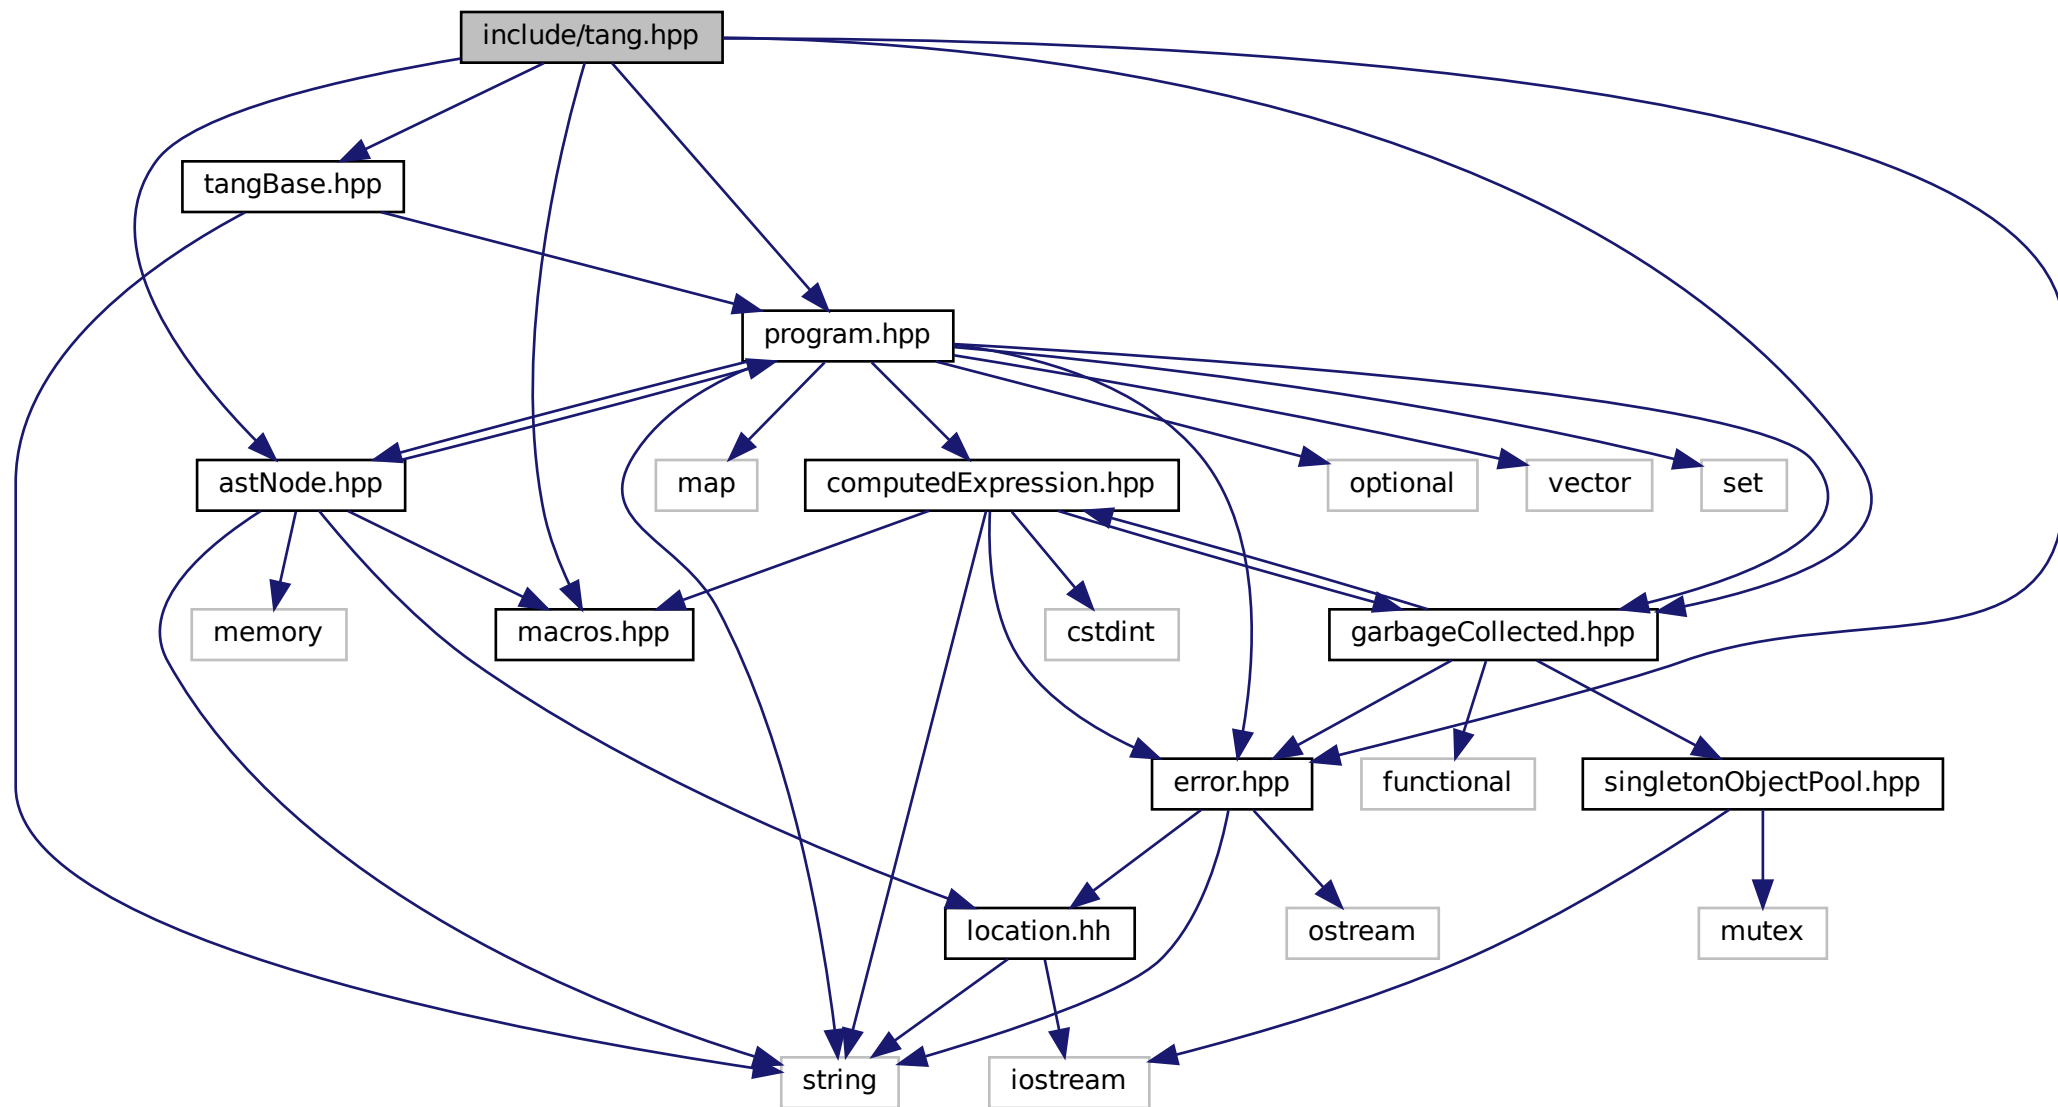 include/tang.hpp
tangBase.hpp
program.hpp
astNode.hpp
map
computedExpression.hpp
optional
vector
set
memory
macros.hpp
cstdint
garbageCollected.hpp
error.hpp
functional
singletonObjectPool.hpp
location.hh
ostream
mutex
string
iostream